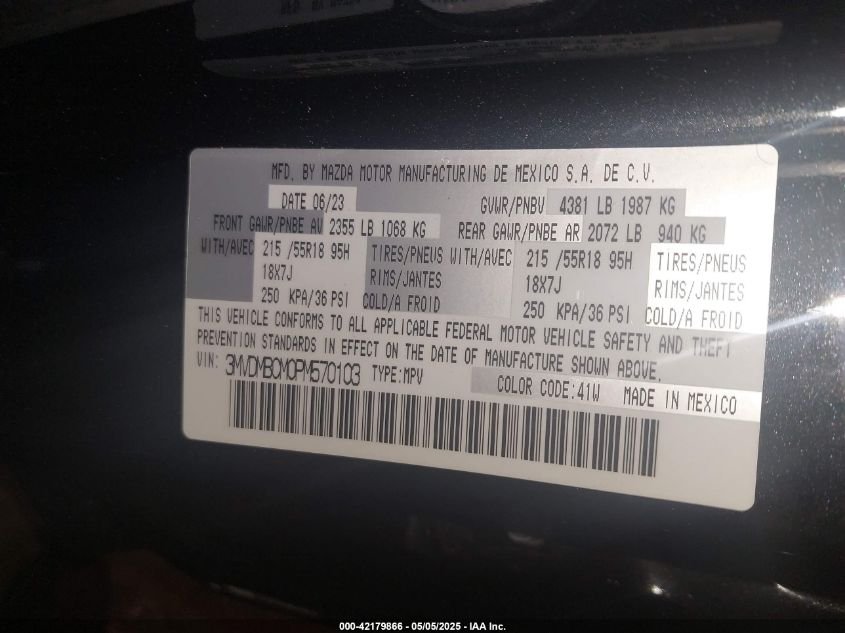 MFD. BY MAZDA MOTOR MANUFACTURING DE MEXICO S.A. DE C.V.
DATE 06/23 GVWR/PNBV 4381 LB 1987 KG
FRONT GAWR/PNBE AV 2355 LB 1068 KG REAR GAWR/PNBE AR 2072 LB 940 KG
WITH/AVEC 215 /55R18 95H TIRES/PNEUS WITH/AVEC 215 /55R18 95H TIRES/PNEUS
18X7J RIMS/JANTES 18X7J RIMS/JANTES
250 KPA/36 PSI COLD/A FROID 250 KPA/36 PSI COLD/A FROID
THIS VEHICLE CONFORMS TO ALL APPLICABLE FEDERAL MOTOR VEHICLE SAFETY AND THEFT
PREVENTION STANDARDS IN EFFECT ON THE DATE OF MANUFACTURE SHOWN ABOVE.
VIN: 3MVDMBCM0PM570103 TYPE:MPV COLOR CODE:41W MADE IN MEXICO
000-42179866 - 05/05/2025 - IAA Inc.